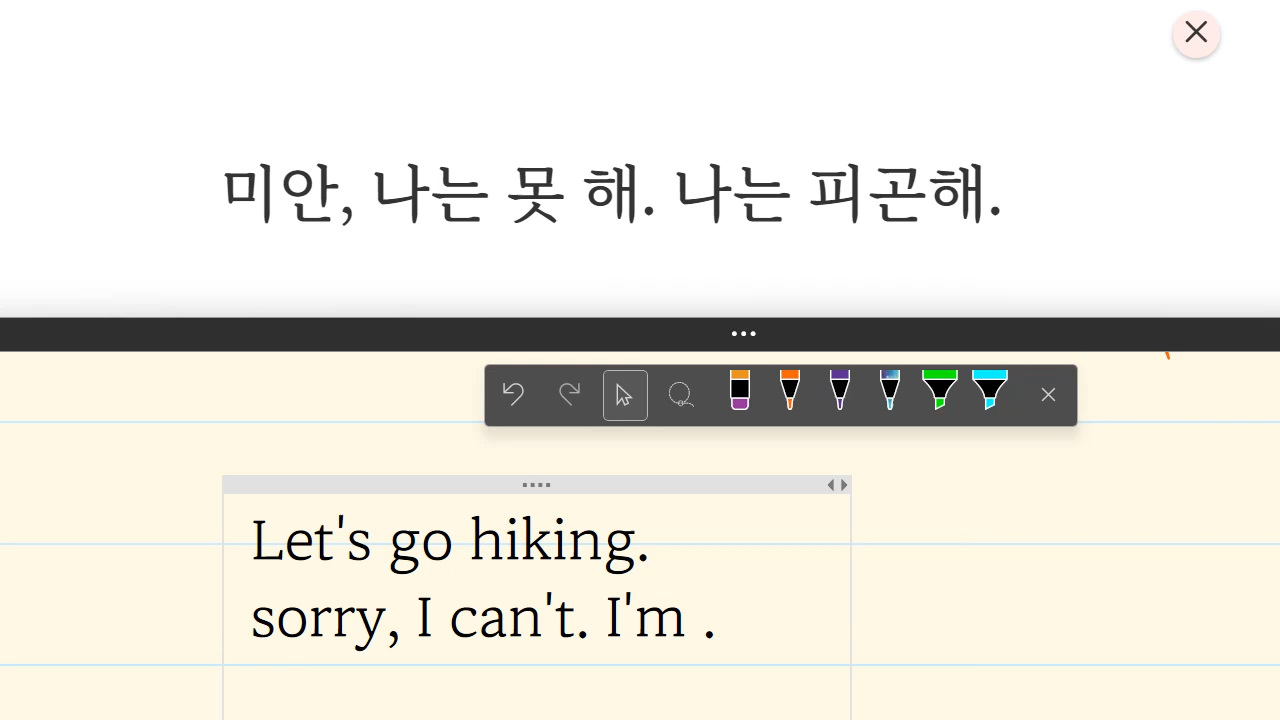 미안, 나는 못 해. 나는 피곤해.
Let's go hiking.
sorry, I can't. I'm .